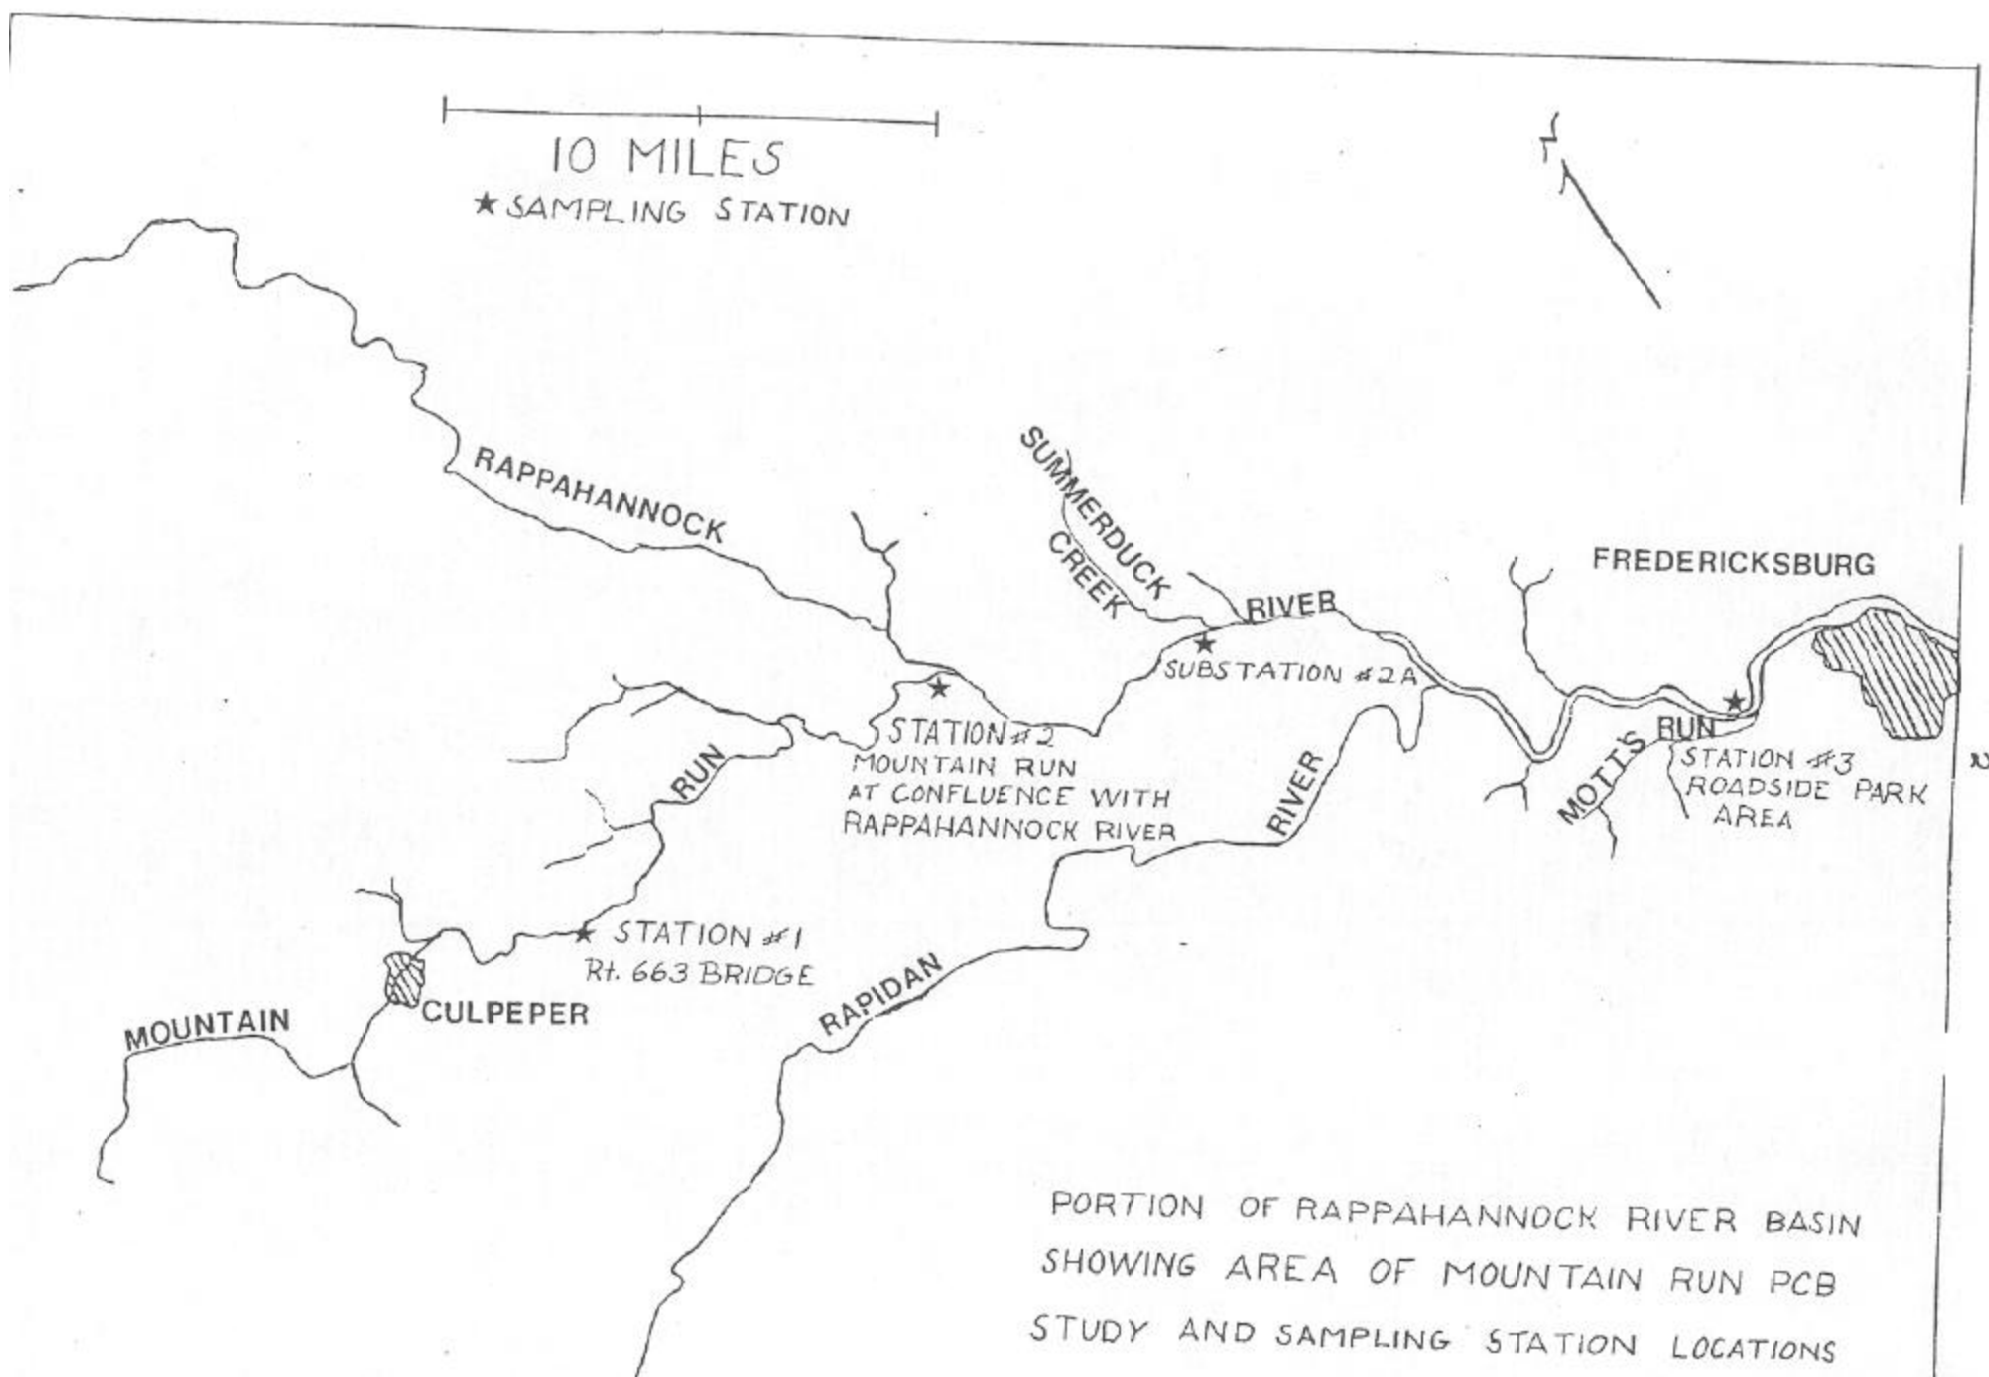 10 MILES
★ SAMPLING STATION
N
RAPPAHANNOCK
RIVER
SUMMERDUCK
CREEK
FREDERICKSBURG
SUBSTATION #2A
STATION #2
MOUNTAIN RUN
AT CONFLUENCE WITH
RAPPAHANNOCK RIVER
MOTT'S RUN
STATION #3
ROADSIDE PARK
AREA
2
MOUNTAIN
RUN
STATION #1
Rt. 663 BRIDGE
CULPEPER
RAPIDAN
RIVER
PORTION OF RAPPAHANNOCK RIVER BASIN
SHOWING AREA OF MOUNTAIN RUN PCB
STUDY AND SAMPLING STATION LOCATIONS